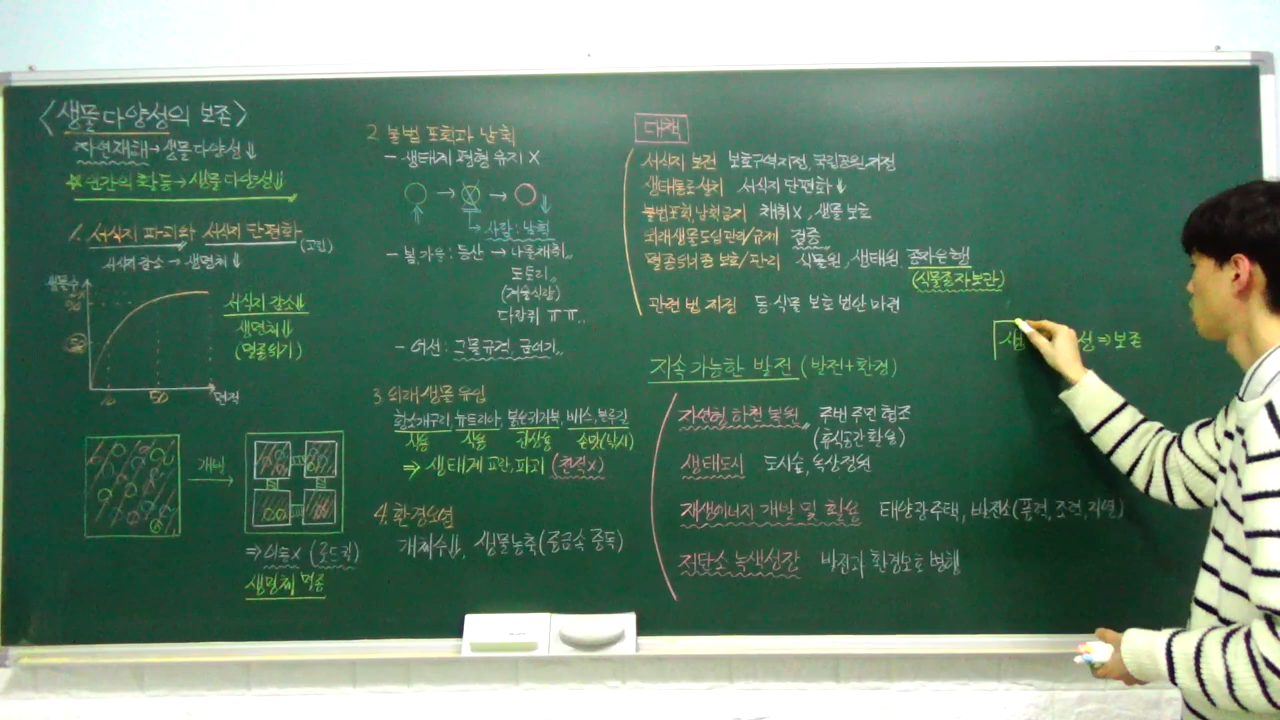 <생물다양성의 보존>
자연재해→생물다양성↓
☆인간의 활동→생물다양성↓
1. 서식지 파괴와 서식지 단편화
(고립)
서식지 감소→생명체↓
생물수
50
면적
서식지 감소↓
생명체↓
(멸종위기)
개발
⇒이동X (로드킬)
생명체 멸종
2. 불법 포획과 남획
- 생태계 평형 유지 X
사람: 남획
- 봄, 가을: 등산 → 나물채취,,
도토리,,
(겨울식량)
다람쥐 ㅠㅠ..
- 어선: 그물규격, 금어기,,
3. 외래생물 유입
황소개구리, 뉴트리아, 붉은귀거북, 배스, 블루길
식용 식용 관상용 손맛(낚시)
⇒ 생태계 교란, 파괴 (천적X)
4. 환경오염
개체수↓, 생물농축(중금속 중독)
대책
서식지 보전 보호구역지정, 국립공원 지정
생태통로 설치 서식지 단편화↓
불법포획, 남획금지 채취X, 생물 보호
외래생물도입관리/규제 검증
멸종위기종 보호/관리 식물원, 생태원, 종자은행
(식물종자보관)
관련 법 지정 동식물 보호 법안 마련
지속 가능한 발전 (발전+환경)
자연형 하천 복원,, 주변 주민 협조
(휴식공간 활용)
생태도시 도시숲, 옥상정원
재생에너지 개발 및 활용 태양광주택, 발전소(풍력, 조력, 지열)
저탄소 녹색성장 발전과 환경보호 병행
생 성⇒보존